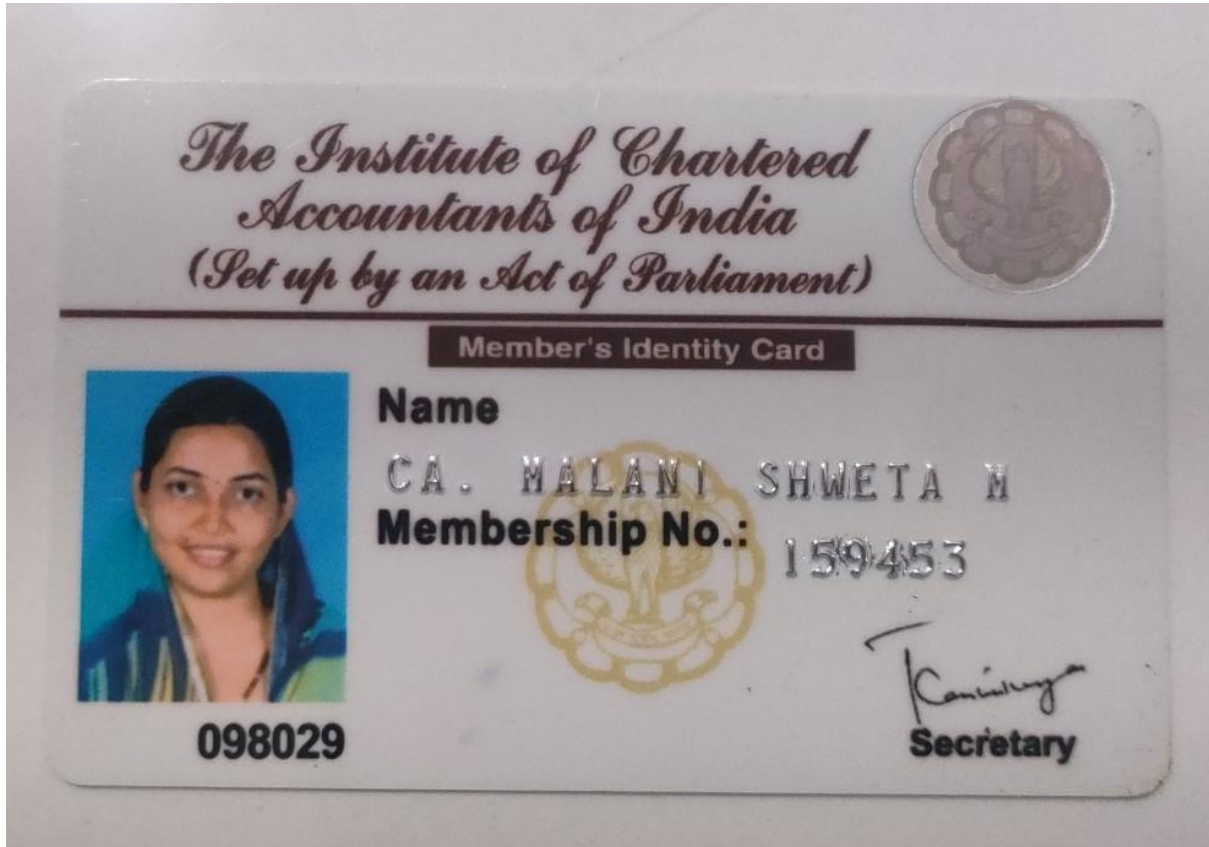 The Institute of Chartered
Accountants of India
(Set up by an Act of Parliament)
Member's Identity Card
Name
CA. MALANI SHWETA M
Membership No.: 159453
098029
Secretary